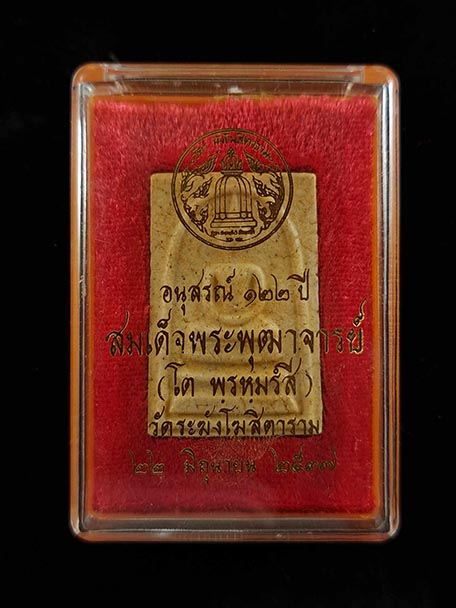 อนุสรณ์ ๑๒๒ ปี
สมเด็จพระพุฒาจารย์
(โต พรหฺมรํสี)
วัดระฆังโฆสิตาราม
๒๒ มิถุนายน ๒๕๓๗